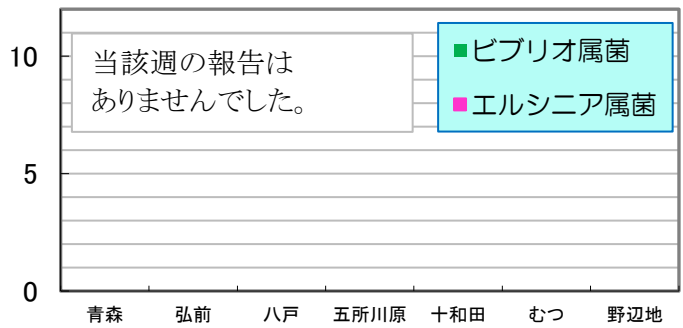 10
当該週の報告は
ありませんでした。
■ビブリオ属菌
■エルシニア属菌
5
0
青森 弘前 八戸 五所川原 十和田 むつ 野辺地